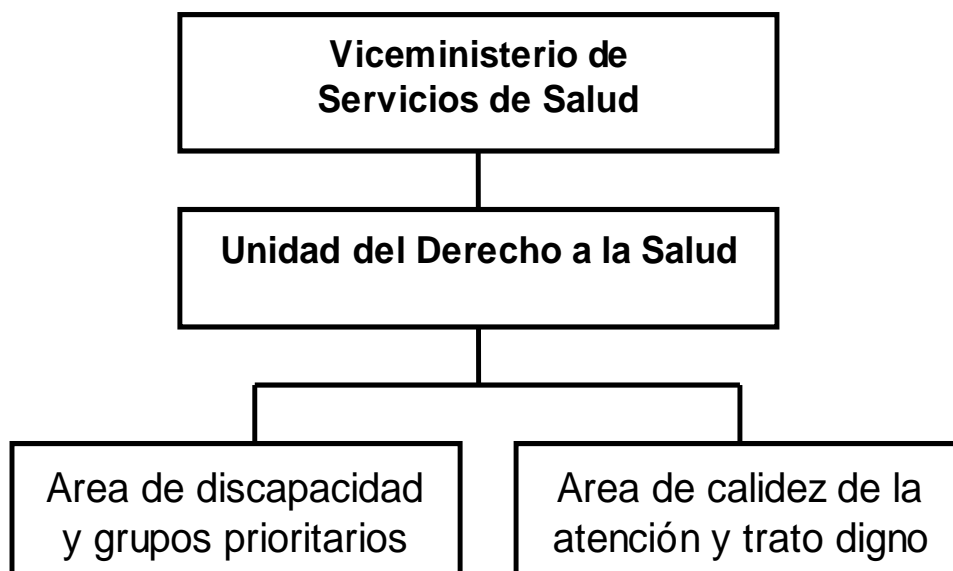 Viceministerio de
Servicios de Salud
Unidad del Derecho a la Salud
Area de discapacidad
y grupos prioritarios
Area de calidez de la
atención y trato digno